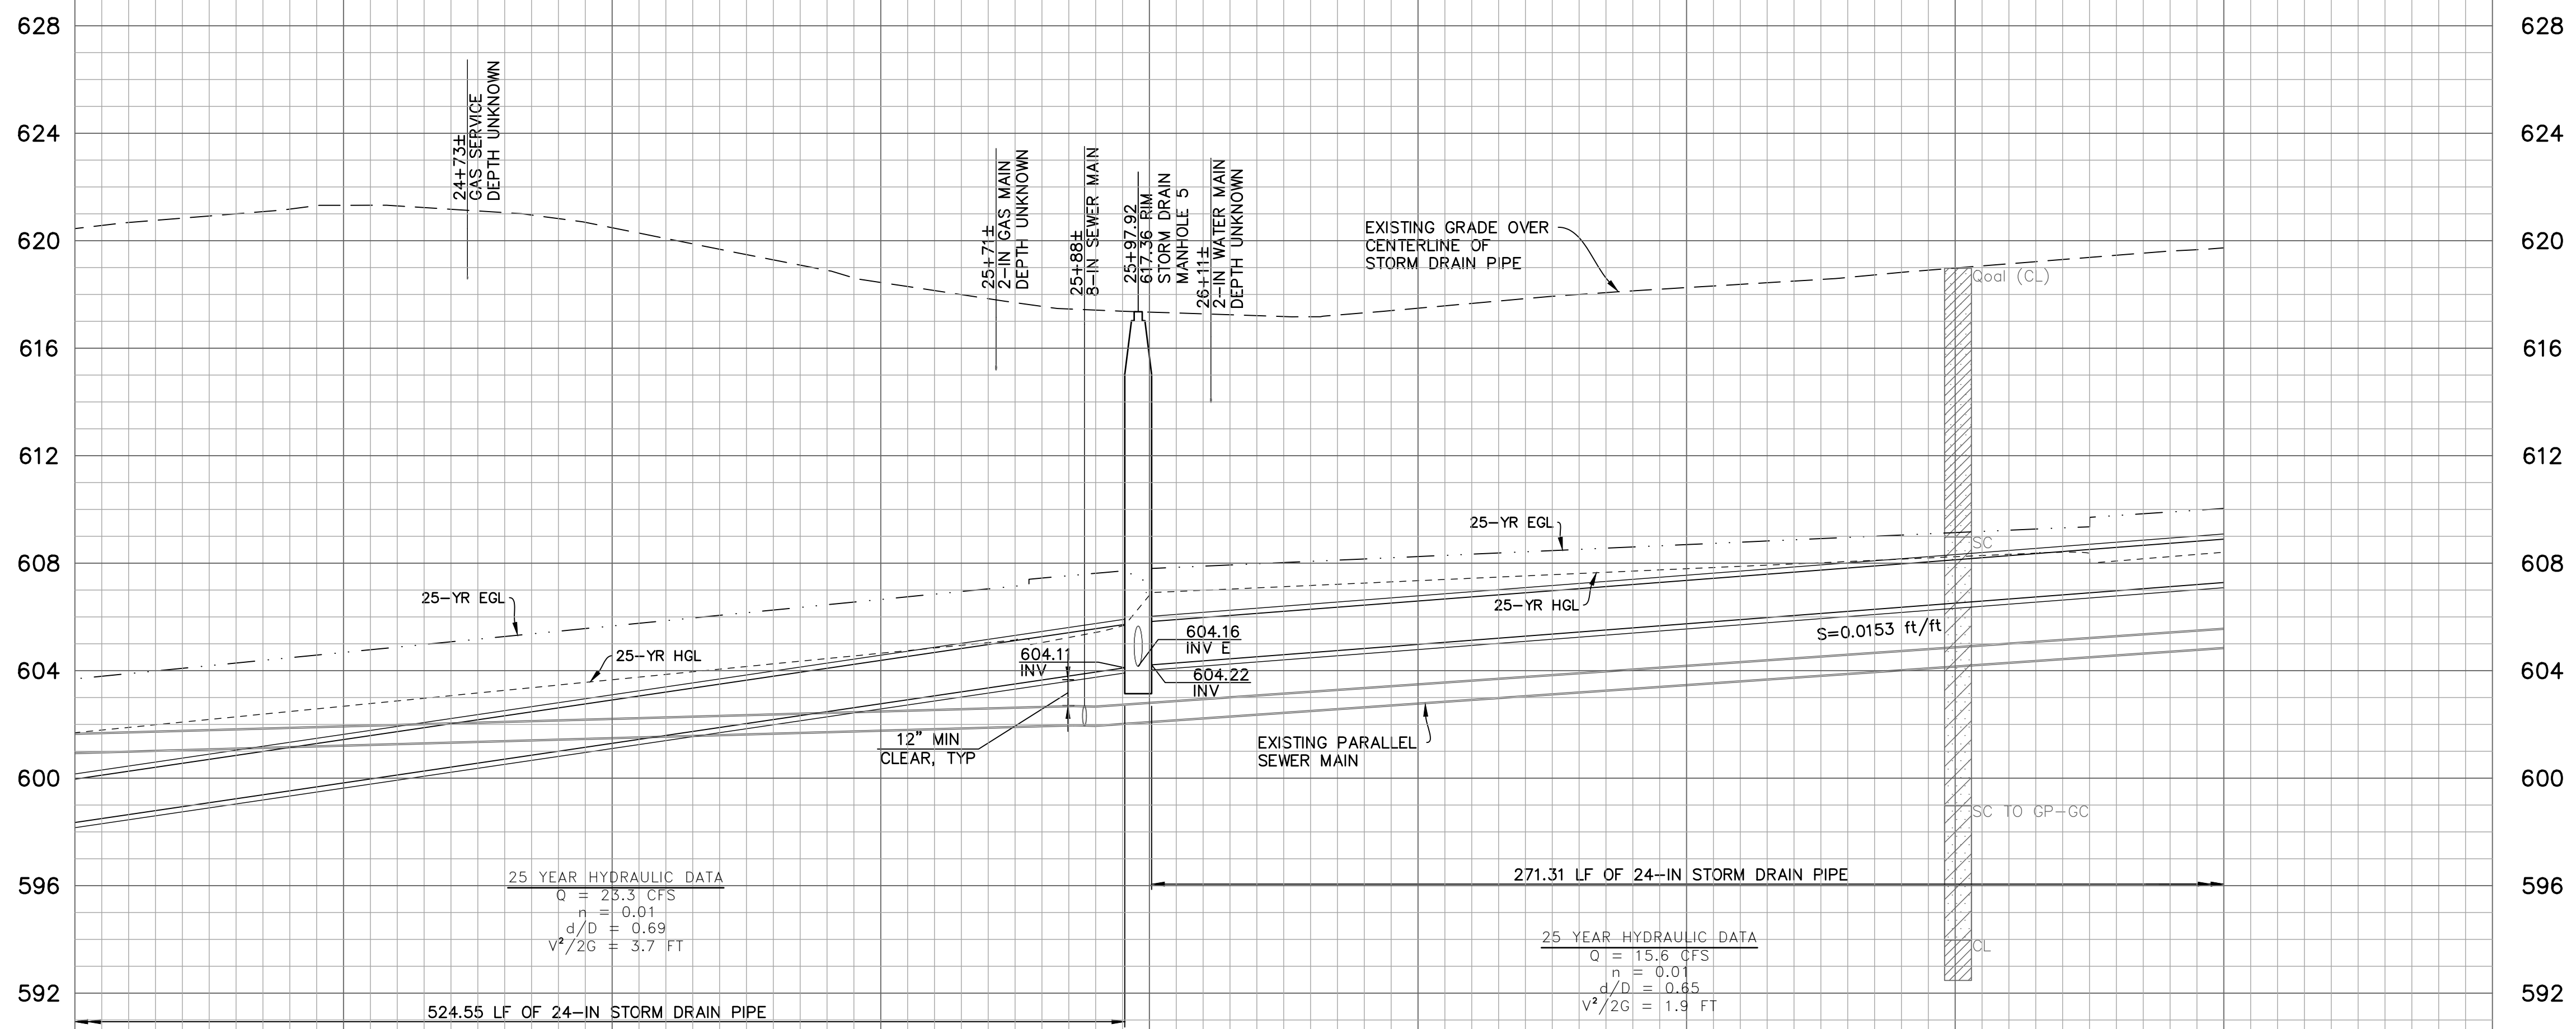 628
624
620
616
612
608
604
600
596
592
24+73±
GAS SERVICE
DEPTH UNKNOWN
25+71±
2-IN GAS MAIN
DEPTH UNKNOWN
25+88±
8-IN SEWER MAIN
25+97.92
617.36 RIM
STORM DRAIN
MANHOLE 5
26+11±
2-IN WATER MAIN
DEPTH UNKNOWN
EXISTING GRADE OVER
CENTERLINE OF
STORM DRAIN PIPE
Qoal (CL)
25-YR EGL
SC
25-YR EGL
25-YR HGL
25-YR HGL
604.11
INV
604.16
INV E
604.22
INV
S=0.0153 ft/ft
12" MIN
CLEAR, TYP
EXISTING PARALLEL
SEWER MAIN
SC TO GP-GC
25 YEAR HYDRAULIC DATA
Q = 23.3 CFS
n = 0.01
d/D = 0.69
V²/2G = 3.7 FT
271.31 LF OF 24-IN STORM DRAIN PIPE
25 YEAR HYDRAULIC DATA
Q = 15.6 CFS
n = 0.01
d/D = 0.65
V²/2G = 1.9 FT
CL
524.55 LF OF 24-IN STORM DRAIN PIPE
628
624
620
616
612
608
604
600
596
592